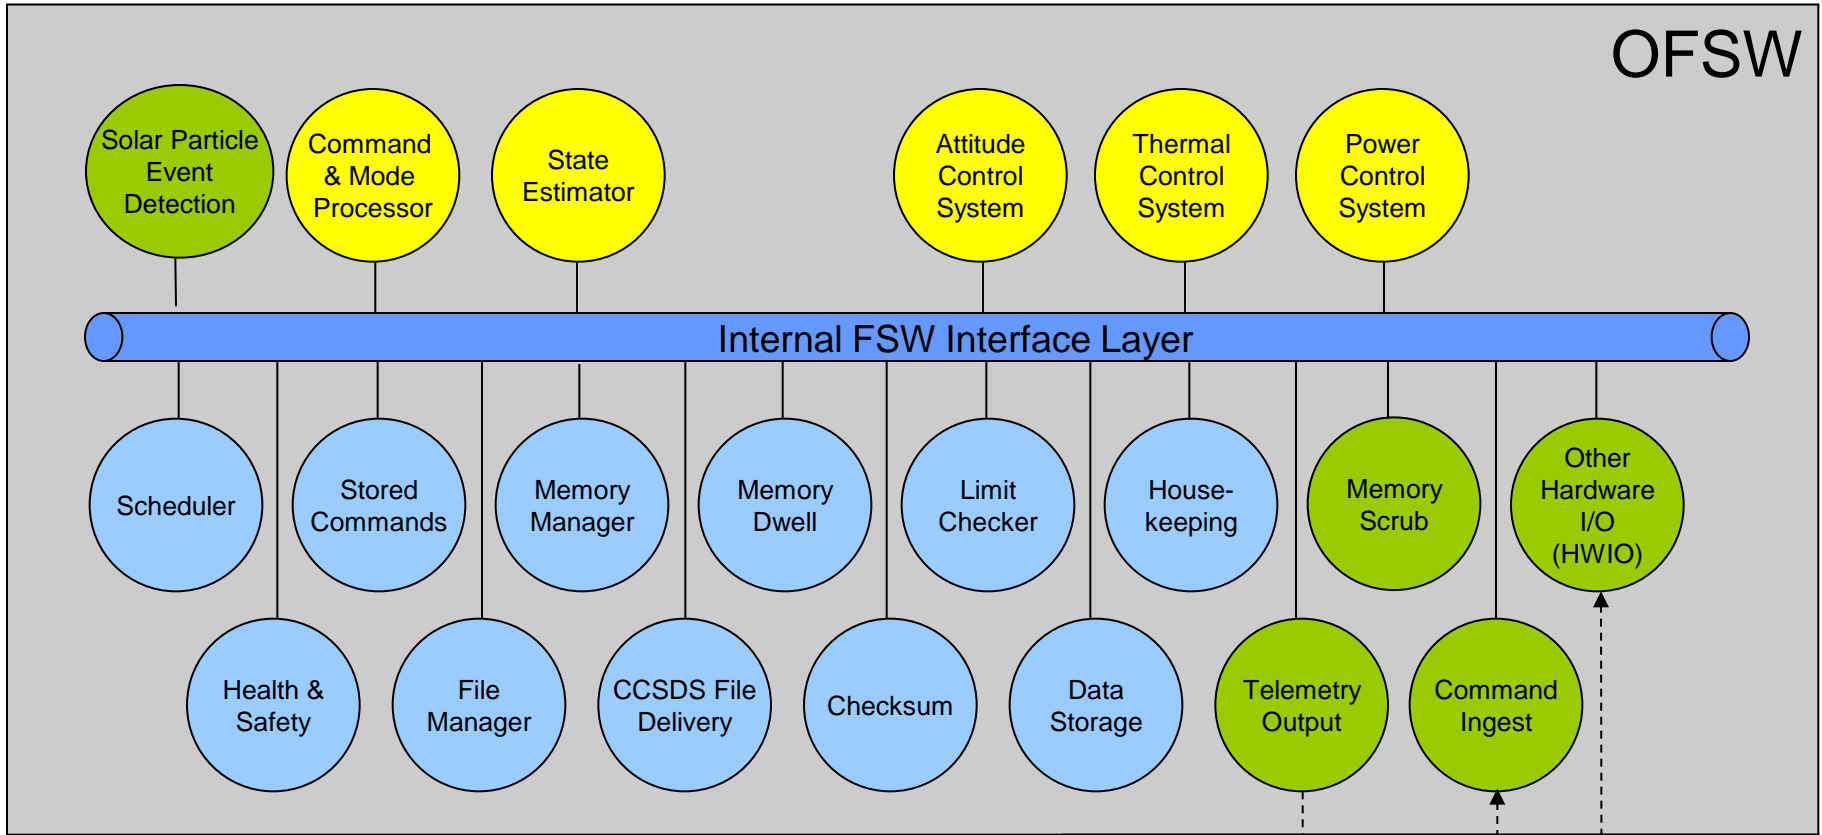 OFSW
Solar Particle
Event
Detection
Command
& Mode
Processor
State
Estimator
Attitude
Control
System
Thermal
Control
System
Power
Control
System
Internal FSW Interface Layer
Scheduler
Stored
Commands
Memory
Manager
Memory
Dwell
Limit
Checker
House-
keeping
Memory
Scrub
Other
Hardware
I/O
(HWIO)
Health &
Safety
File
Manager
CCSDS File
Delivery
Checksum
Data
Storage
Telemetry
Output
Command
Ingest